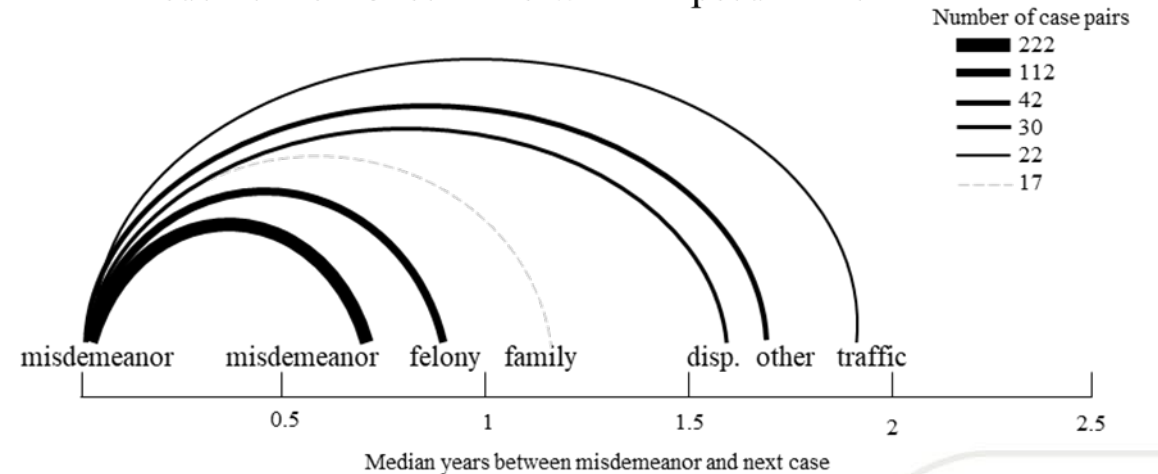 Number of case pairs
222
112
42
30
22
17
misdemeanor misdemeanor felony family disp. other traffic
0.5 1 1.5 2 2.5
Median years between misdemeanor and next case